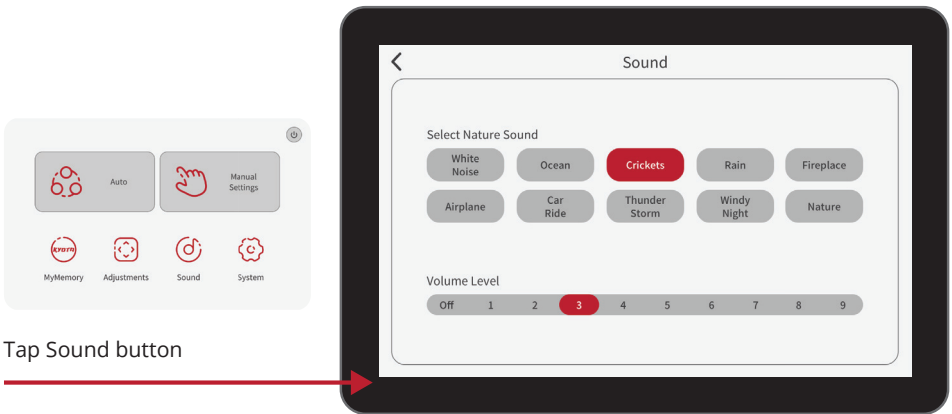 Sound
Select Nature Sound
White
Noise
Ocean
Crickets
Rain
Fireplace
Airplane
Car
Ride
Thunder
Storm
Windy
Night
Nature
Volume Level
Off 1 2 3 4 5 6 7 8 9
Auto
Manual
Settings
KYOTA
MyMemory
Adjustments
Sound
System
Tap Sound button